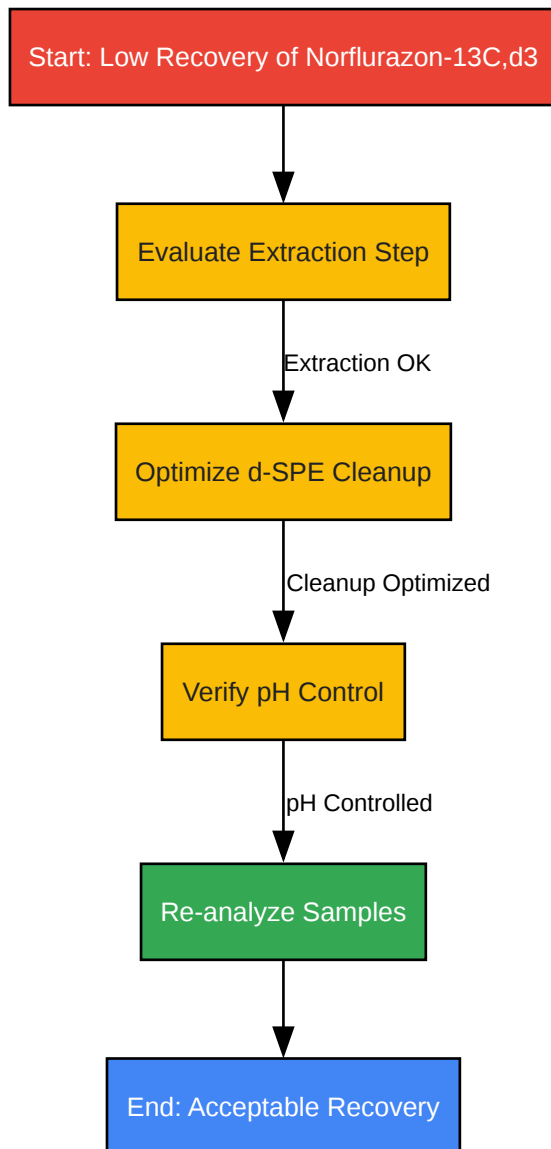 Start: Low Recovery of Norflurazon-13C,d3
Evaluate Extraction Step
Extraction OK
Optimize d-SPE Cleanup
Cleanup Optimized
Verify pH Control
pH Controlled
Re-analyze Samples
End: Acceptable Recovery